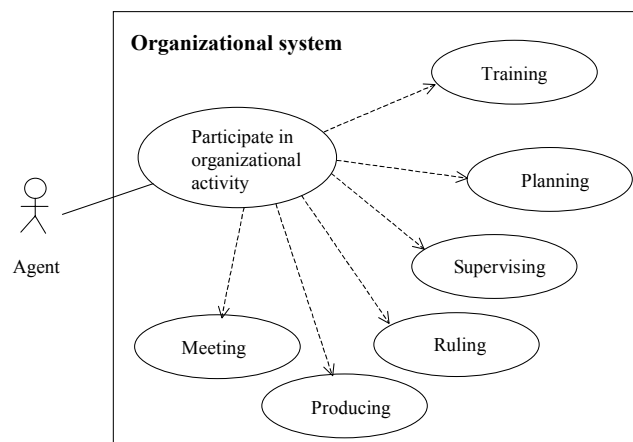 Organizational system
Training
Participate in
organizational
activity
Planning
Agent
Supervising
Meeting
Ruling
Producing